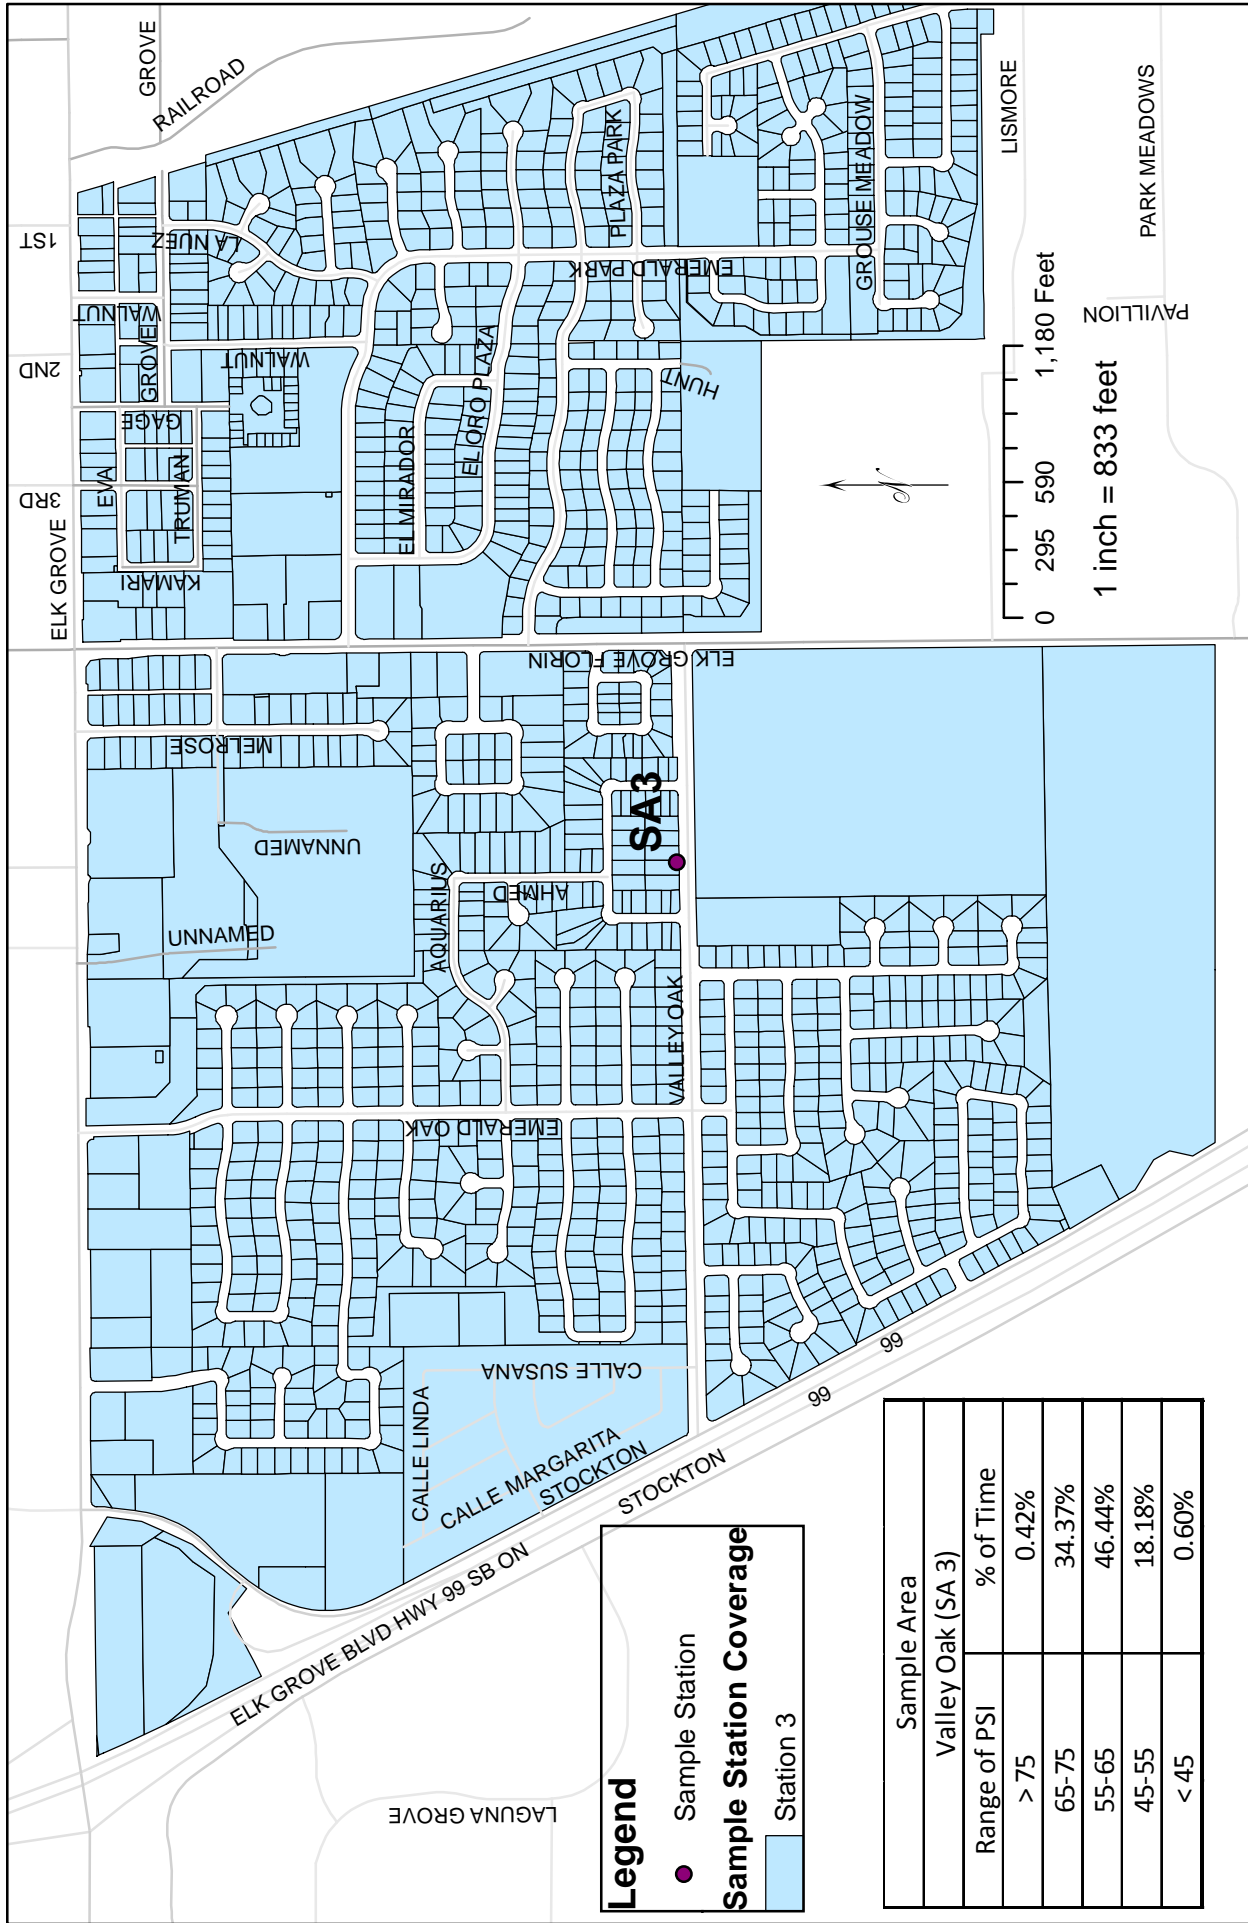 ELK GROVE
3RD
2ND
1ST
GROVE
RAILROAD
EVA
KAMARI
TRUMAN
GAGE
GROVE
WALNUT
LA NUEZ
WALNUT
MELROSE
UNNAMED
UNNAMED
AQUARIUS
AHMED
EL MIRADOR
EL ORO PLAZA
PLAZA PARK
EMERALD PARK
HUNT
GROUSE MEADOW
ELK GROVE FLORIN
SA3
VALLEY OAK
EMERALD OAK
CALLE SUSANA
CALLE LINDA
CALLE MARGARITA
STOCKTON
STOCKTON
99
99
ELK GROVE BLVD HWY 99 SB ON
LAGUNA GROVE
LISMORE
PARK MEADOWS
PAVILLION
N
0 295 590 1,180 Feet
1 inch = 833 feet
Legend
Sample Station
Sample Station Coverage
Station 3
Sample Area
Valley Oak (SA 3)
Range of PSI % of Time
> 75 0.42%
65-75 34.37%
55-65 46.44%
45-55 18.18%
< 45 0.60%